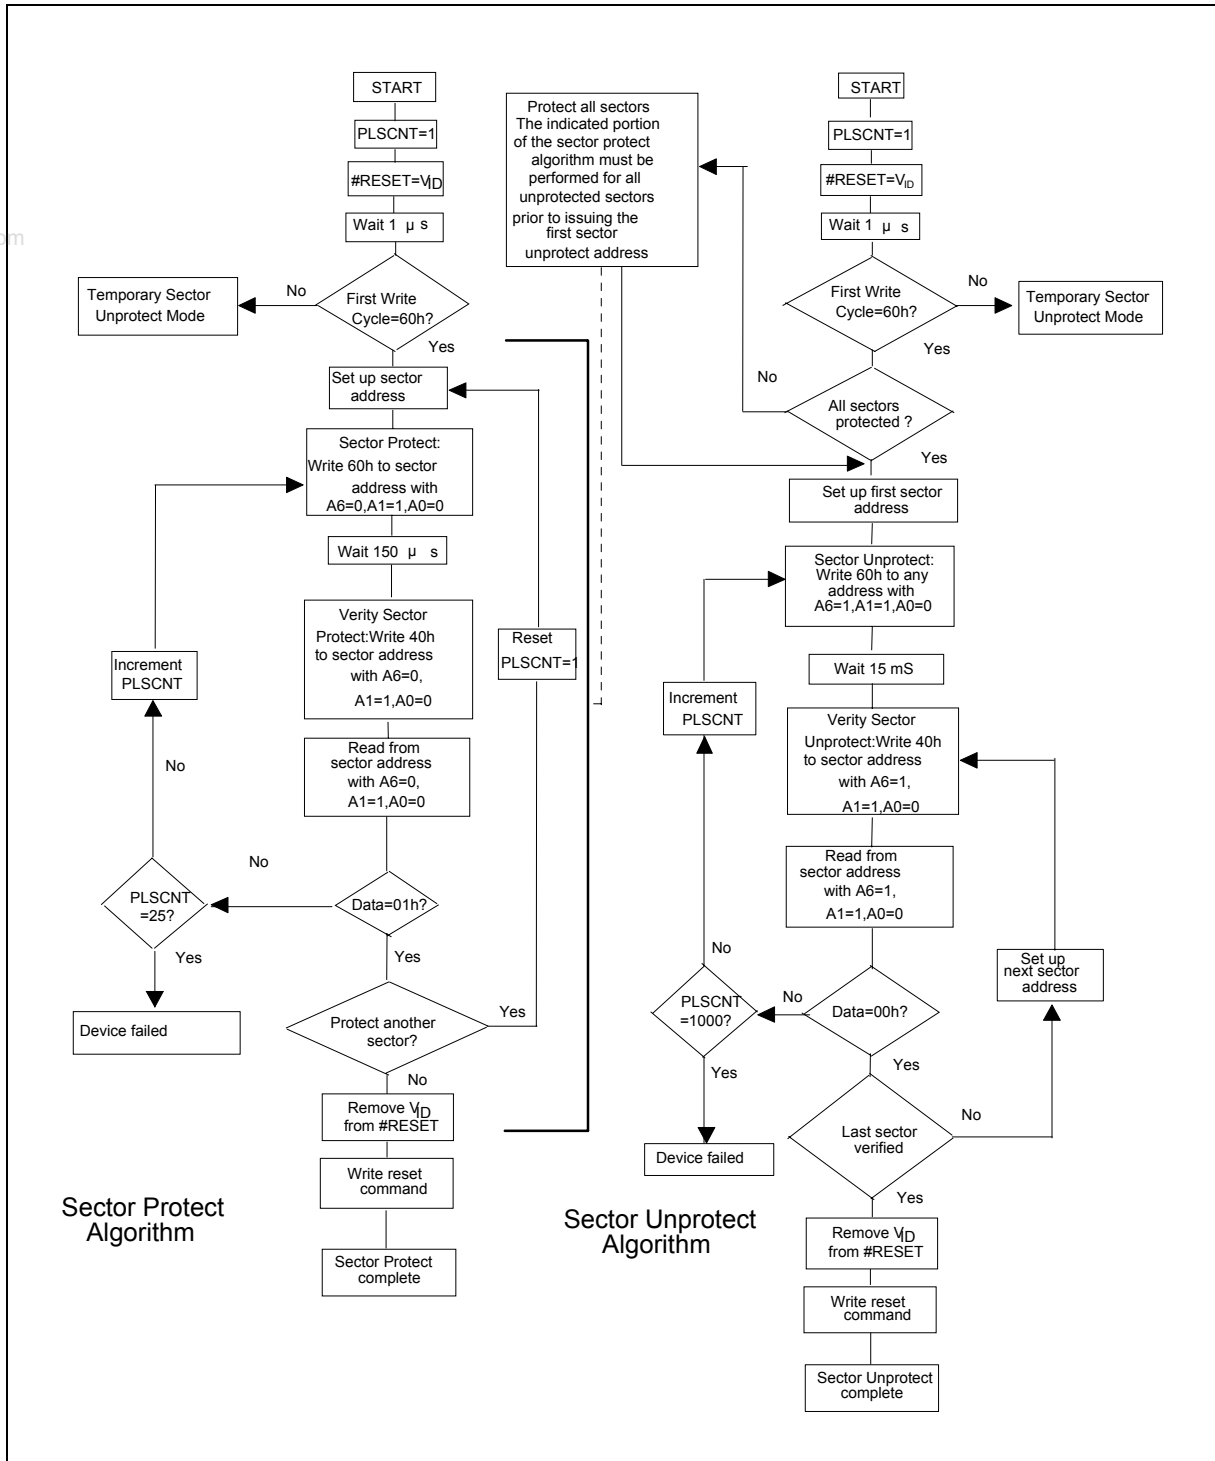 START
PLSCNT=1
#RESET=VID
Wait 1 µ s
First Write
Cycle=60h?
No
Temporary Sector
Unprotect Mode
Yes
Set up sector
address
Sector Protect:
Write 60h to sector
address with
A6=0,A1=1,A0=0
Wait 150 µ s
Verity Sector
Protect:Write 40h
to sector address
with A6=0,
A1=1,A0=0
Reset
PLSCNT=1
Increment
PLSCNT
Read from
sector address
with A6=0,
A1=1,A0=0
No
No
PLSCNT
=25?
Data=01h?
Yes
Yes
Device failed
Protect another
sector?
Yes
No
Remove VID
from #RESET
Write reset
command
Sector Protect
complete
Sector Protect
Algorithm
Protect all sectors
The indicated portion
of the sector protect
algorithm must be
performed for all
unprotected sectors
prior to issuing the
first sector
unprotect address
START
PLSCNT=1
#RESET=VID
Wait 1 µ s
First Write
Cycle=60h?
No
Temporary Sector
Unprotect Mode
Yes
No
All sectors
protected ?
Yes
Set up first sector
address
Sector Unprotect:
Write 60h to any
address with
A6=1,A1=1,A0=0
Wait 15 mS
Increment
PLSCNT
Verity Sector
Unprotect:Write 40h
to sector address
with A6=1,
A1=1,A0=0
Read from
sector address
with A6=1,
A1=1,A0=0
No
Set up
next sector
address
PLSCNT
=1000?
No
Data=00h?
Yes
Yes
Device failed
Last sector
verified
No
Yes
Remove VID
from #RESET
Write reset
command
Sector Unprotect
complete
Sector Unprotect
Algorithm
om